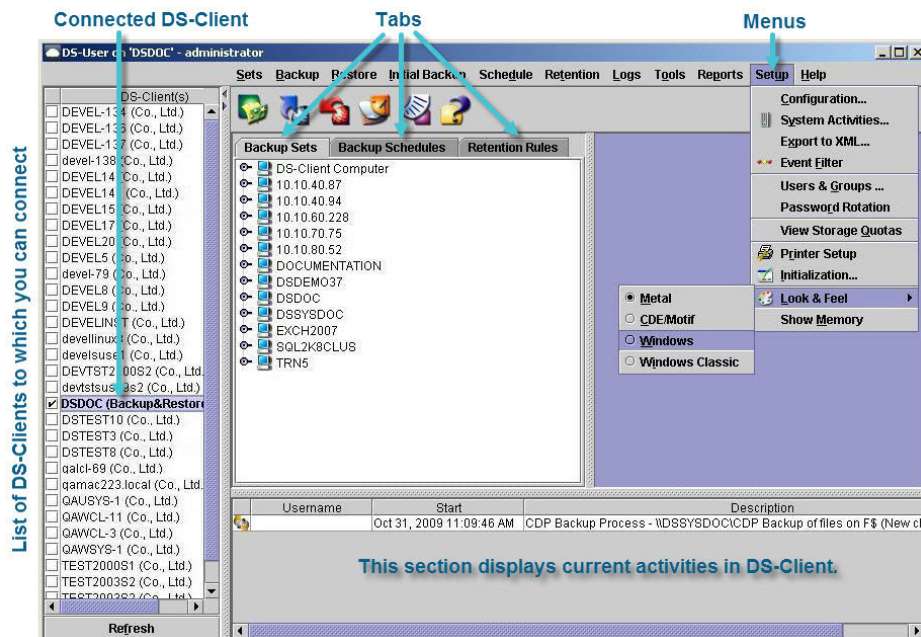 Connected DS-Client
Tabs
Menus
List of DS-Clients to which you can connect
DS-User on 'DSDOC' - administrator
Sets Backup Restore Initial Backup Schedule Retention Logs Tools Reports Setup Help
DS-Client(s)
DEVEL-134 (Co., Ltd.)
DEVEL-136 (Co., Ltd.)
DEVEL-137 (Co., Ltd.)
devel-138 (Co., Ltd.)
DEVEL14 (Co., Ltd.)
(Co., Ltd.)
DEVEL15 (Co., Ltd.)
DEVEL17 (Co., Ltd.)
DEVEL20 (Co., Ltd.)
DEVEL5 (Co., Ltd.)
devel-79 (Co., Ltd.)
DEVEL8 (Co., Ltd.)
DEVEL9 (Co., Ltd.)
DEVELINST (Co., Ltd.)
(Co., Ltd.)
(Co., Ltd.)
(Co., Ltd.
(Co., Ltd.)
DSDOC (Backup&Restore
DSTEST10 (Co., Ltd.)
DSTEST3 (Co., Ltd.)
DSTEST8 (Co., Ltd.)
qalcl-69 (Co., Ltd.)
qamac223.local (Co., Ltd.
QAUSYS-1 (Co., Ltd.)
QAWCL-11 (Co., Ltd.)
QAWCL-3 (Co., Ltd.)
QAWSYS-1 (Co., Ltd.)
TEST2000S1 (Co., Ltd.)
TEST2003S2 (Co., Ltd.)
Refresh
Backup Sets
Backup Schedules
Retention Rules
DS-Client Computer
10.10.40.87
10.10.40.94
10.10.60.228
10.10.70.75
10.10.80.52
DOCUMENTATION
DSDEMO37
DSDOC
DSSYSDOC
EXCH2007
SQL2K8CLUS
TRN5
Configuration...
System Activities...
Export to XML...
Event Filter
Users & Groups ...
Password Rotation
View Storage Quotas
Printer Setup
Initialization...
Look & Feel
Show Memory
Metal
CDE/Motif
Windows
Windows Classic
Username Start Description
Oct 31, 2009 11:09:46 AM CDP Backup Process - \\DSSYSDOC\CDP Backup of files on F$ (New cl
This section displays current activities in DS-Client.